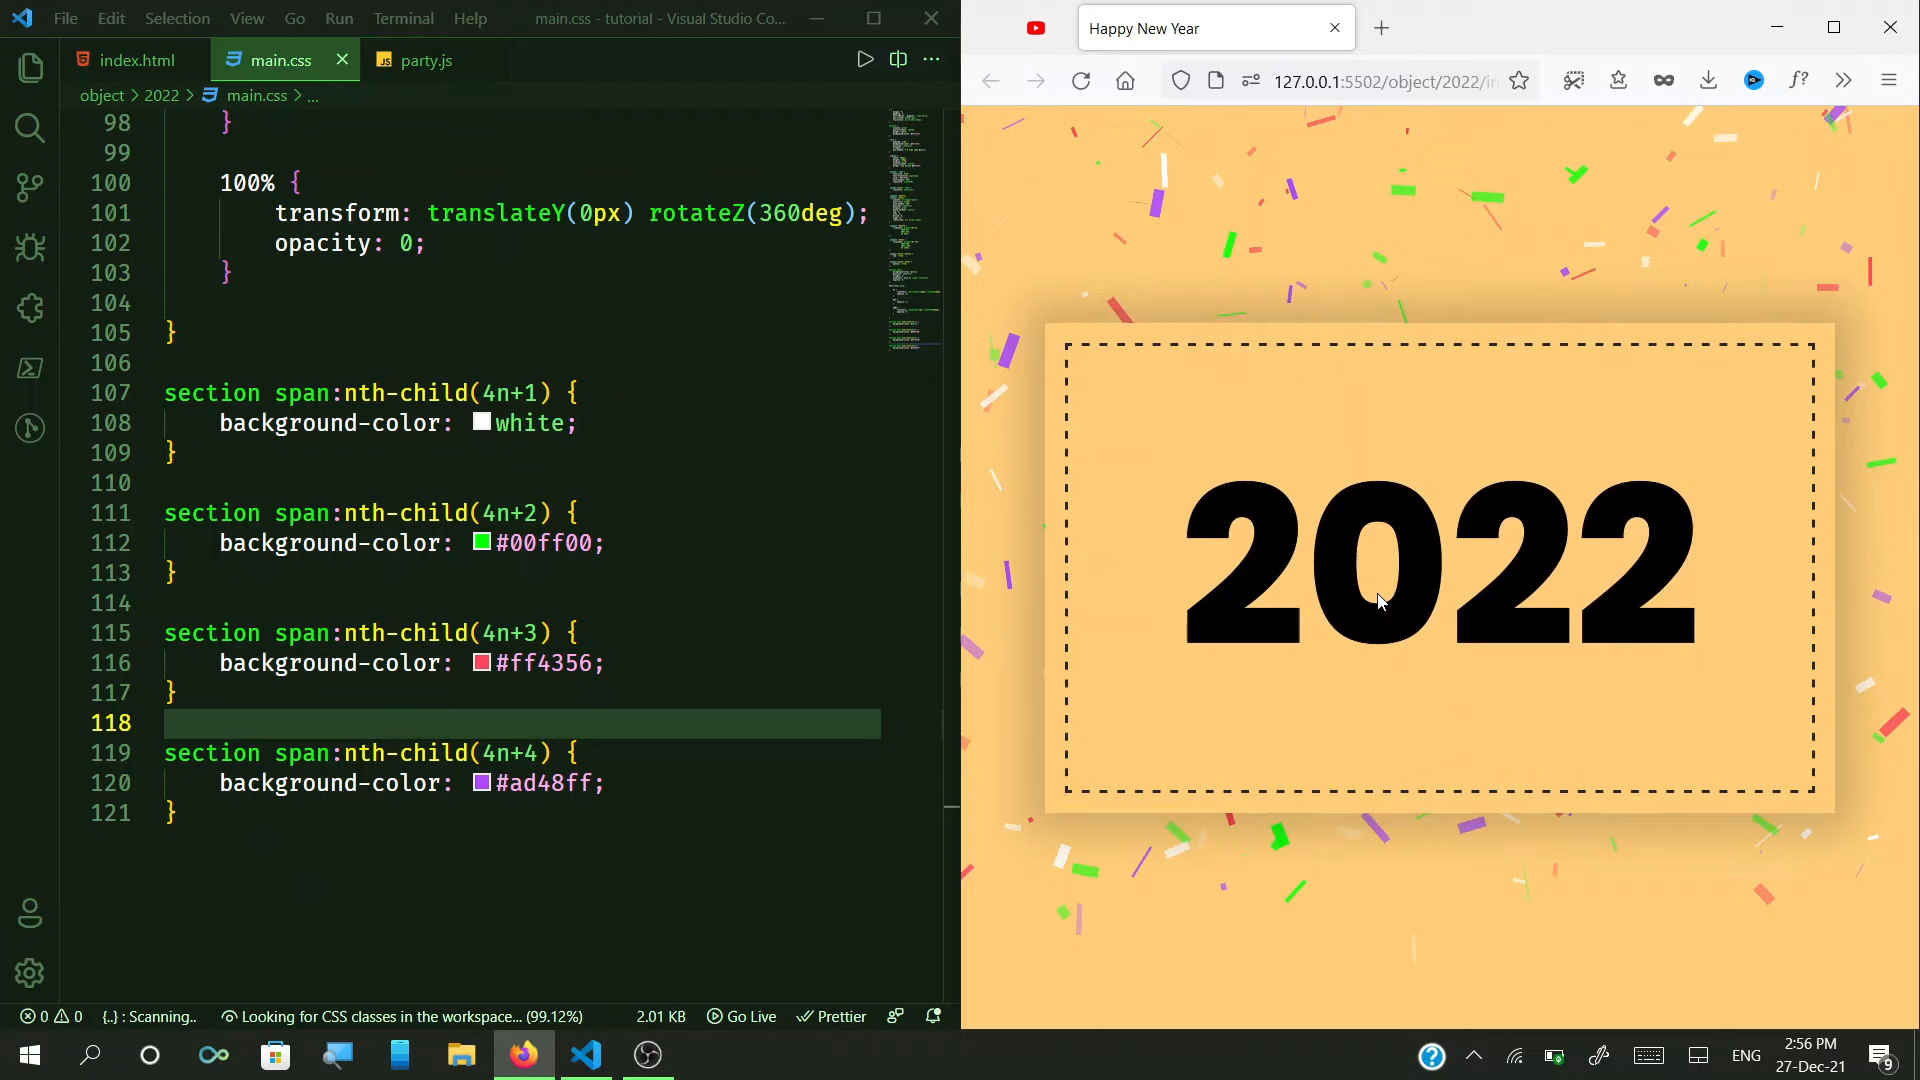 File Edit Selection View Go Run Terminal Help main.css - tutorial - Visual Studio Co...
index.html main.css JS party.js
object > 2022 > main.css > ...
98 }
99
100 100% {
101 transform: translateY(0px) rotateZ(360deg);
102 opacity: 0;
103 }
104
105 }
106
107 section span:nth-child(4n+1) {
108 background-color: white;
109 }
110
111 section span:nth-child(4n+2) {
112 background-color: #00ff00;
113 }
114
115 section span:nth-child(4n+3) {
116 background-color: #ff4356;
117 }
118
119 section span:nth-child(4n+4) {
120 background-color: #ad48ff;
121 }
0 0 {..} : Scanning.. Looking for CSS classes in the workspace... (99.12%) 2.01 KB Go Live Prettier
Happy New Year
127.0.0.1:5502/object/2022/in
f?
2022
ENG
2:56 PM
27-Dec-21
9